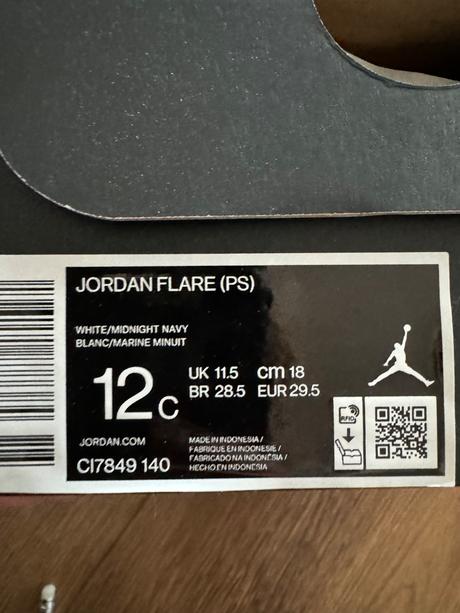 JORDAN FLARE (PS)
WHITE/MIDNIGHT NAVY
BLANC/MARINE MINUIT
12C
UK 11.5 cm 18
BR 28.5 EUR 29.5
JORDAN.COM
CI7849 140
MADE IN INDONESIA /
FABRIQUE EN INDONESIE /
FABRICADO NA INDONÉSIA /
HECHO EN INDONESIA
RFID